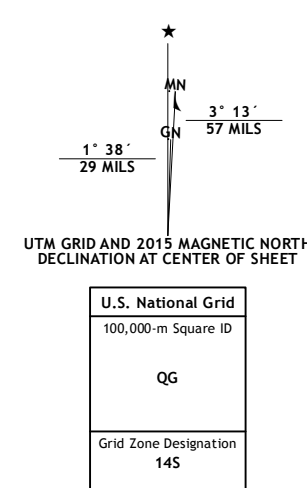 ★
MN
3° 13´
57 MILS
GN
1° 38´
29 MILS
UTM GRID AND 2015 MAGNETIC NORTH
DECLINATION AT CENTER OF SHEET
U.S. National Grid
100,000-m Square ID
QG
Grid Zone Designation
14S